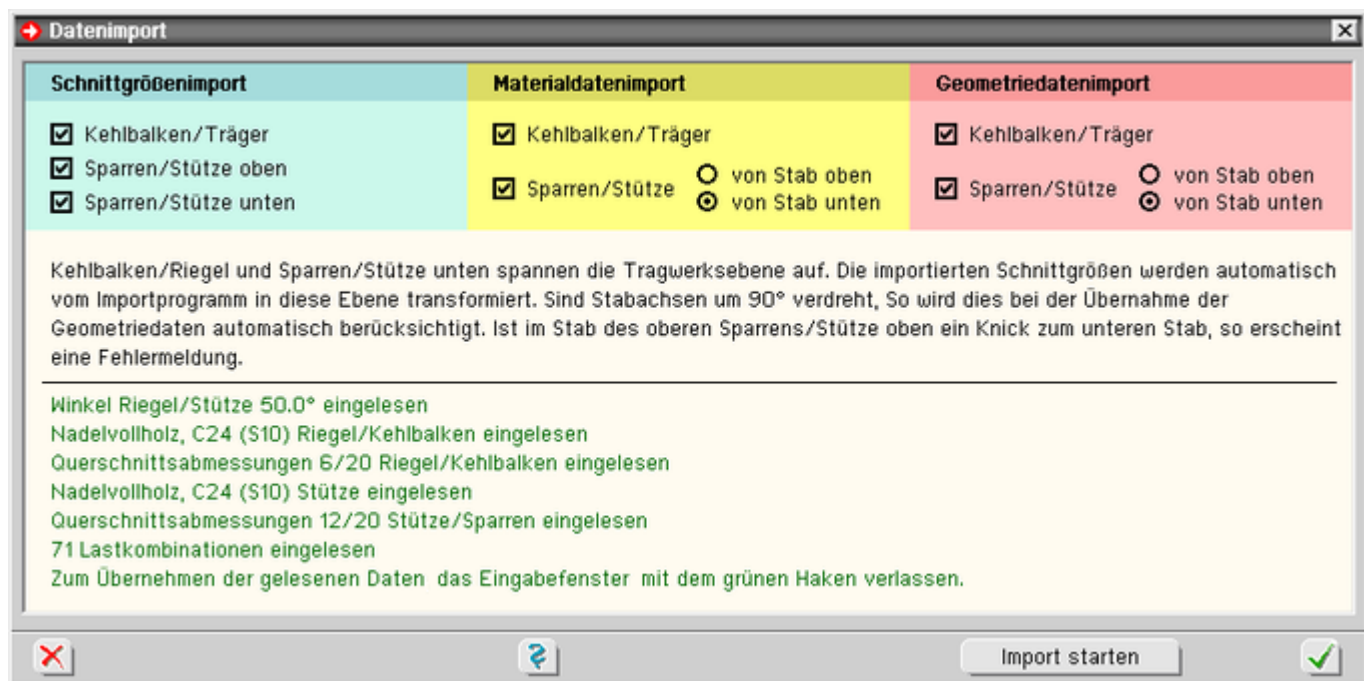 Datenimport
Schnittgrößenimport
Kehlbalken/Träger
Sparren/Stütze oben
Sparren/Stütze unten
Materialdatenimport
Kehlbalken/Träger
Sparren/Stütze
von Stab oben
von Stab unten
Geometriedatenimport
Kehlbalken/Träger
Sparren/Stütze
von Stab oben
von Stab unten
Kehlbalken/Riegel und Sparren/Stütze unten spannen die Tragwerksebene auf. Die importierten Schnittgrößen werden automatisch
vom Importprogramm in diese Ebene transformiert. Sind Stabachsen um 90° verdreht, So wird dies bei der Übernahme der
Geometriedaten automatisch berücksichtigt. Ist im Stab des oberen Sparrens/Stütze oben ein Knick zum unteren Stab, so erscheint
eine Fehlermeldung.
Winkel Riegel/Stütze 50.0° eingelesen
Nadelvollholz, C24 (S10) Riegel/Kehlbalken eingelesen
Querschnittsabmessungen 6/20 Riegel/Kehlbalken eingelesen
Nadelvollholz, C24 (S10) Stütze eingelesen
Querschnittsabmessungen 12/20 Stütze/Sparren eingelesen
71 Lastkombinationen eingelesen
Zum Übernehmen der gelesenen Daten das Eingabefenster mit dem grünen Haken verlassen.
Import starten